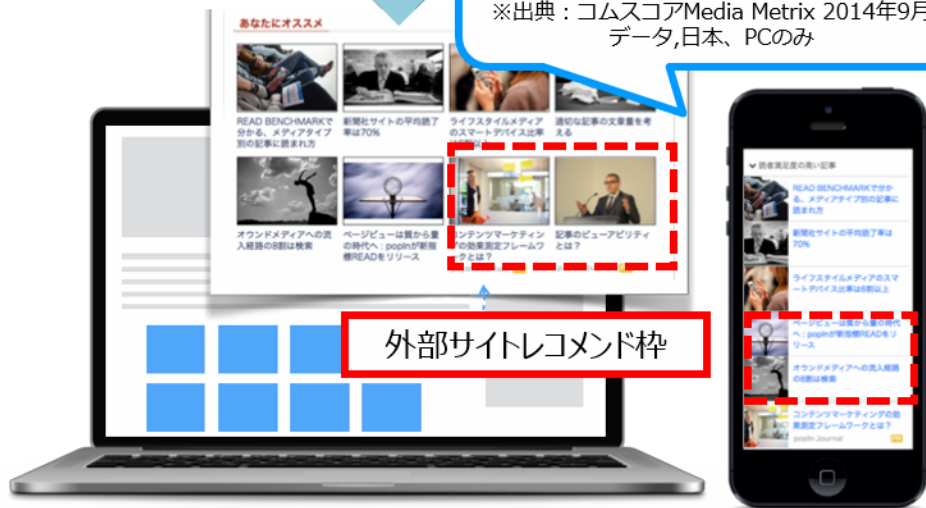 ※出典：コムスコアMedia Metrix 2014年9月
データ,日本、PCのみ
あなたにオススメ
READ BENCHMARKで
分かる、メディアタイプ
別の記事に読まれ方
新聞社サイトの平均読了
率は70%
ライフスタイルメディア
のスマートデバイス比率
は6割以上
適切な記事の文章量を考
える
オウンドメディアへの流
入経路の8割は検索
ページビューは質から量
の時代へ：popInが新指
標READをリリース
コンテンツマーケティン
グの効果測定フレームワ
ークとは？
記事のビューアビリティ
とは？
外部サイトレコメンド枠
読者満足度の高い記事
READ BENCHMARKで分か
る、メディアタイプ別の記事に
読まれ方
新聞社サイトの平均読了率は
70%
ライフスタイルメディアのスマ
ートデバイス比率は6割以上
ページビューは質から量の時代
へ：popInが新指標READをリ
リース
オウンドメディアへの流入経路
の8割は検索
コンテンツマーケティングの効
果測定フレームワークとは？
popIn Journal
PR